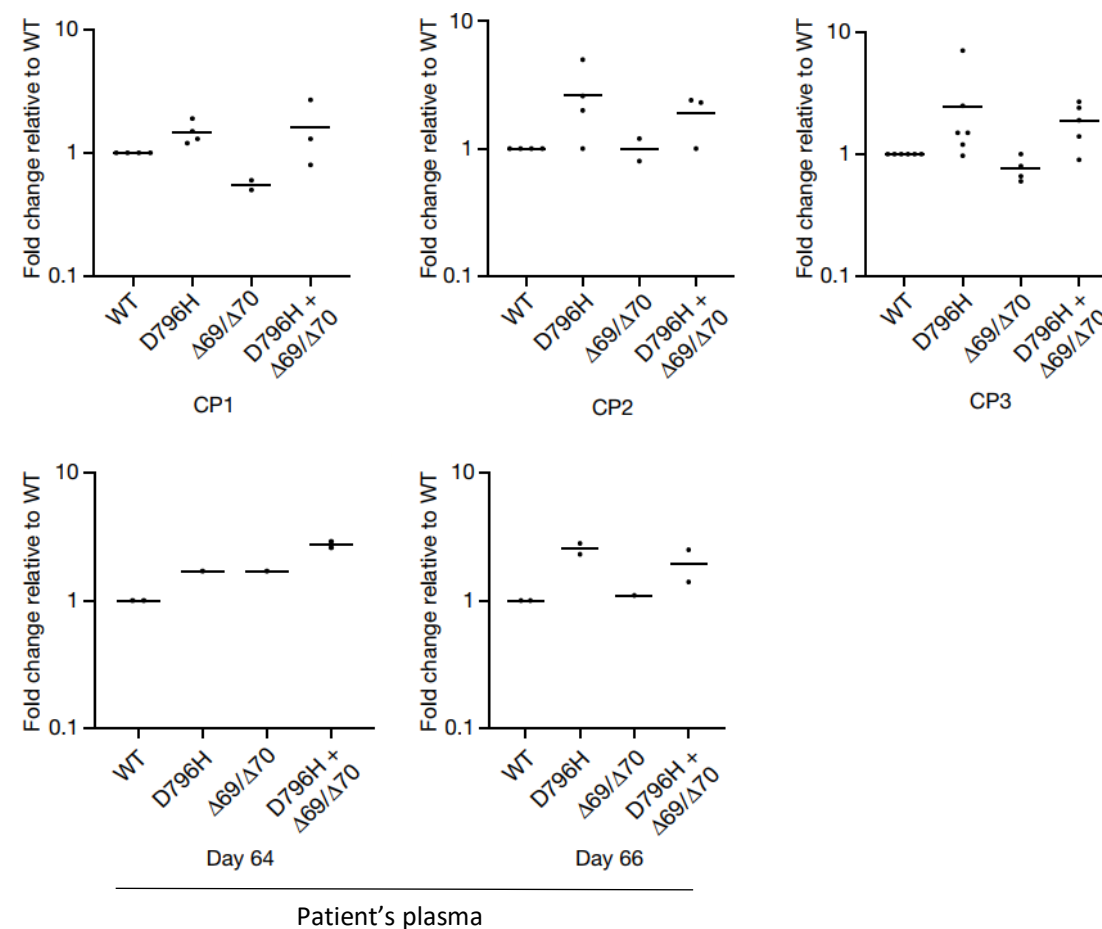 Fold change relative to WT
10
1
0.1
WT
D796H
Δ69/Δ70
D796H +
Δ69/Δ70
CP1
Fold change relative to WT
10
1
0.1
WT
D796H
Δ69/Δ70
D796H +
Δ69/Δ70
CP2
Fold change relative to WT
10
1
0.1
WT
D796H
Δ69/Δ70
D796H +
Δ69/Δ70
CP3
Fold change relative to WT
10
1
0.1
WT
D796H
Δ69/Δ70
D796H +
Δ69/Δ70
Day 64
Fold change relative to WT
10
1
0.1
WT
D796H
Δ69/Δ70
D796H +
Δ69/Δ70
Day 66
Patient’s plasma